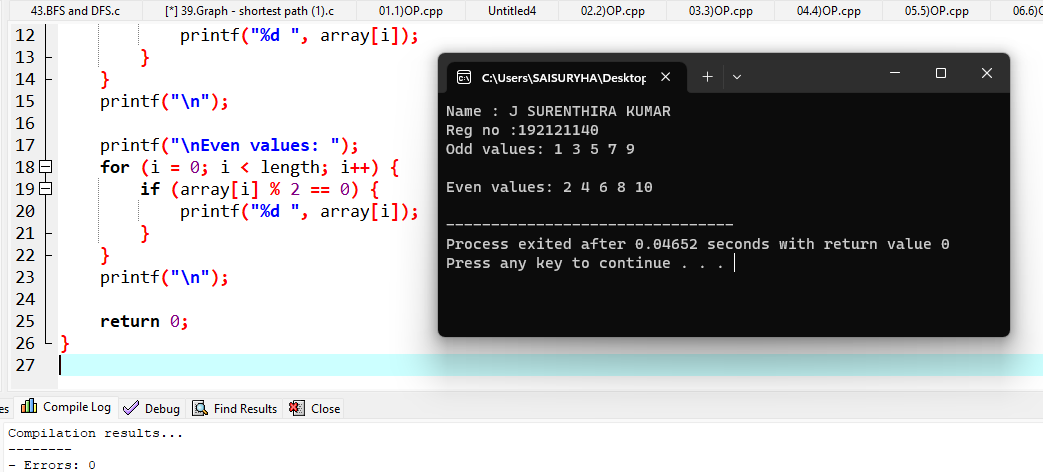 43.BFS and DFS.c [*] 39.Graph - shortest path (1).c 01.1)OP.cpp Untitled4 02.2)OP.cpp 03.3)OP.cpp 04.4)OP.cpp 05.5)OP.cpp 06.6)O
12 printf("%d ", array[i]);
13 }
14 }
15 printf("\n");
16
17 printf("\nEven values: ");
18 for (i = 0; i < length; i++) {
19 if (array[i] % 2 == 0) {
20 printf("%d ", array[i]);
21 }
22 }
23 printf("\n");
24
25 return 0;
26 }
27
C:\Users\SAISURYHA\Desktop
Name : J SURENTHIRA KUMAR
Reg no :192121140
Odd values: 1 3 5 7 9
Even values: 2 4 6 8 10
--------------------------------
Process exited after 0.04652 seconds with return value 0
Press any key to continue . . .
es Compile Log Debug Find Results Close
Compilation results...
--------
- Errors: 0